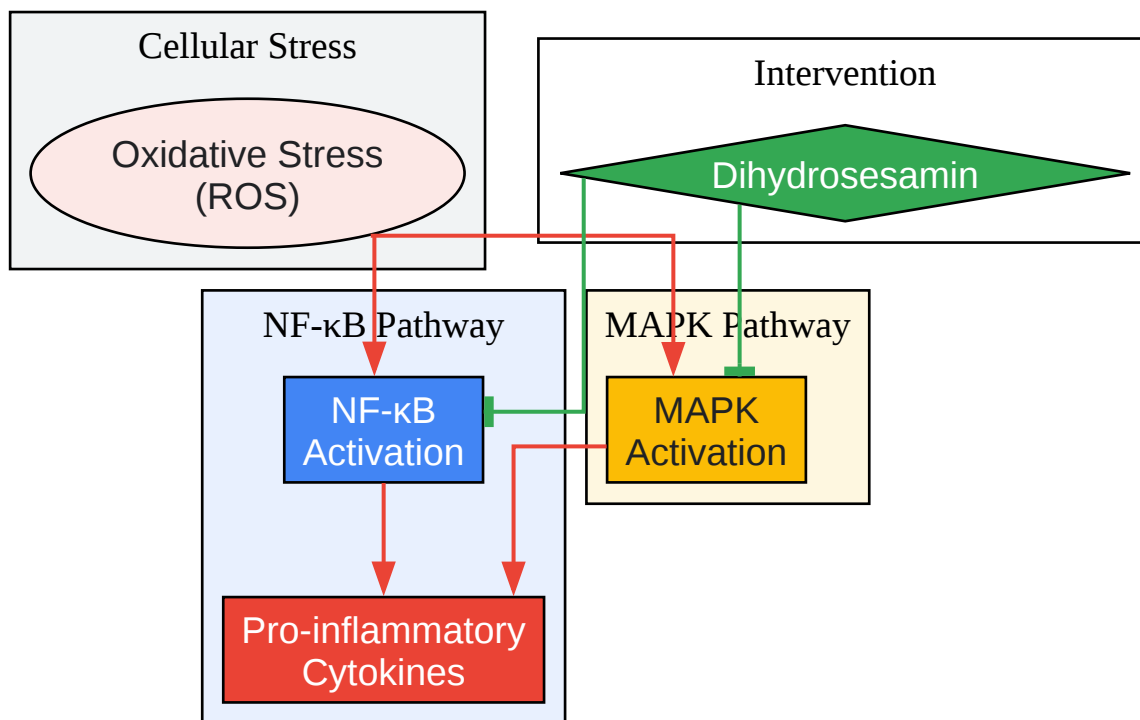 Cellular Stress
Intervention
Oxidative Stress
(ROS)
Dihydrosesamin
NF-κB Pathway
MAPK Pathway
NF-κB
Activation
MAPK
Activation
Pro-inflammatory
Cytokines